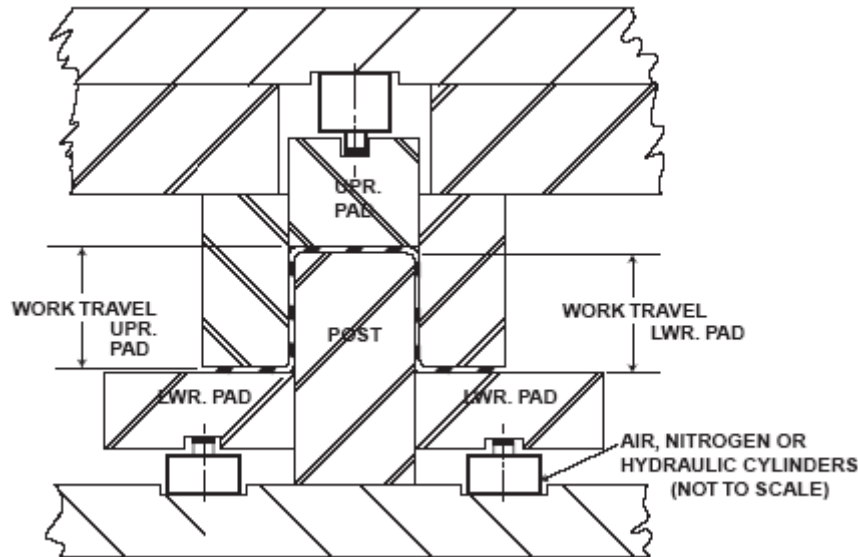 UPR.
PAD
WORK TRAVEL
UPR.
PAD
POST
WORK TRAVEL
LWR. PAD
LWR. PAD
LWR. PAD
AIR, NITROGEN OR
HYDRAULIC CYLINDERS
(NOT TO SCALE)